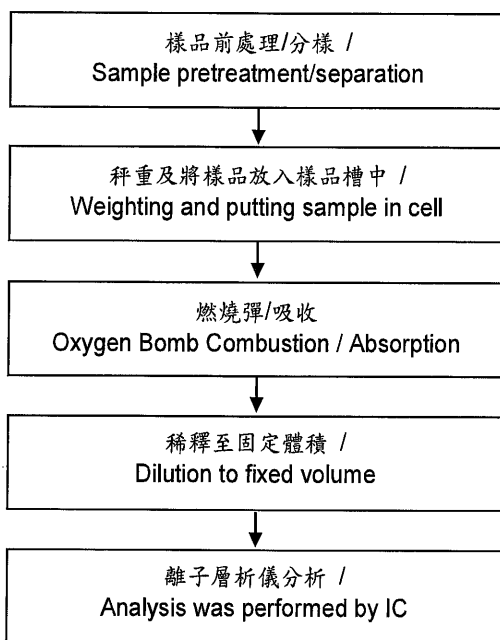 樣品前處理/分樣 /
Sample pretreatment/separation
秤重及將樣品放入樣品槽中 /
Weighting and putting sample in cell
燃燒彈/吸收
Oxygen Bomb Combustion / Absorption
稀釋至固定體積 /
Dilution to fixed volume
離子層析儀分析 /
Analysis was performed by IC